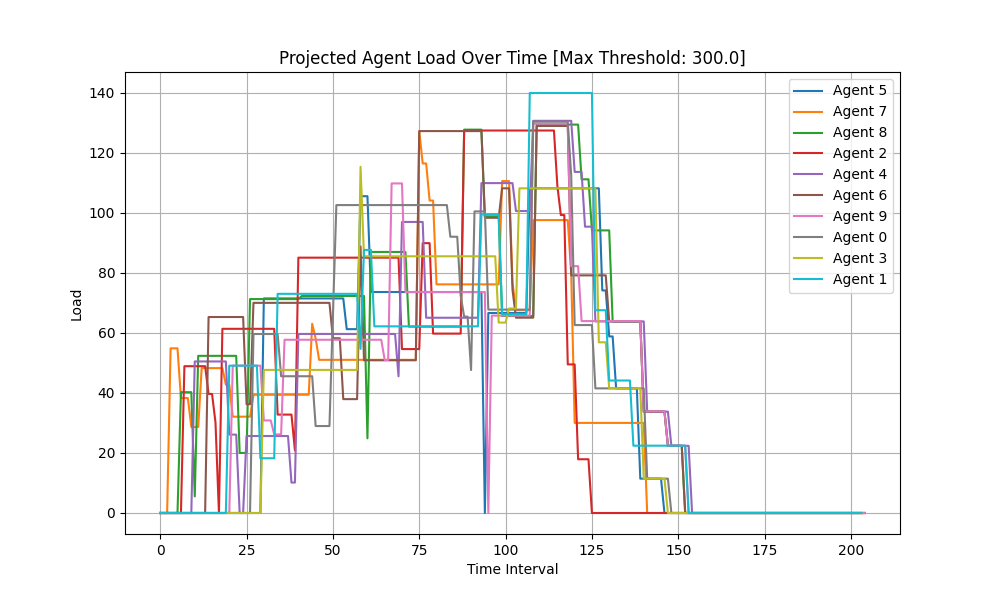 Projected Agent Load Over Time [Max Threshold: 300.0]
Load
140
120
100
80
60
40
20
0
0 25 50 75 100 125 150 175 200
Time Interval
Agent 5
Agent 7
Agent 8
Agent 2
Agent 4
Agent 6
Agent 9
Agent 0
Agent 3
Agent 1